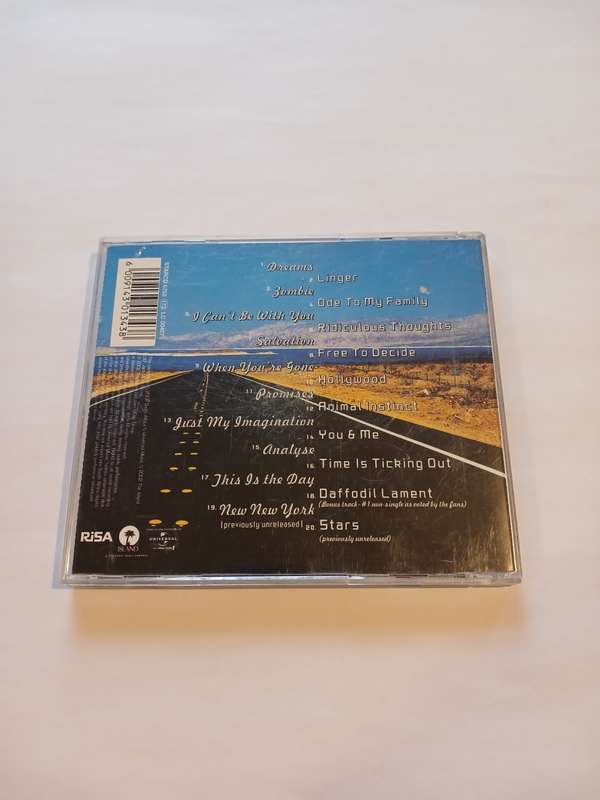 1. Dreams
2. Linger
3. Zombie
4. Ode To My Family
5. I Can't Be With You
6. Ridiculous Thoughts
Salvation
8. Free To Decide
9. When You're Gone
10. Hollywood
11. Promises
12. Animal Instinct
13. Just My Imagination
14. You & Me
15. Analyse
16. Time Is Ticking Out
17. This Is the Day
18. Daffodil Lament
(Bonus track - #1 non-single as voted by the fans)
19. New New York
(previously unreleased)
20. Stars
(previously unreleased)
RiSA
ISLAND
UNIVERSAL
6 009143 013438